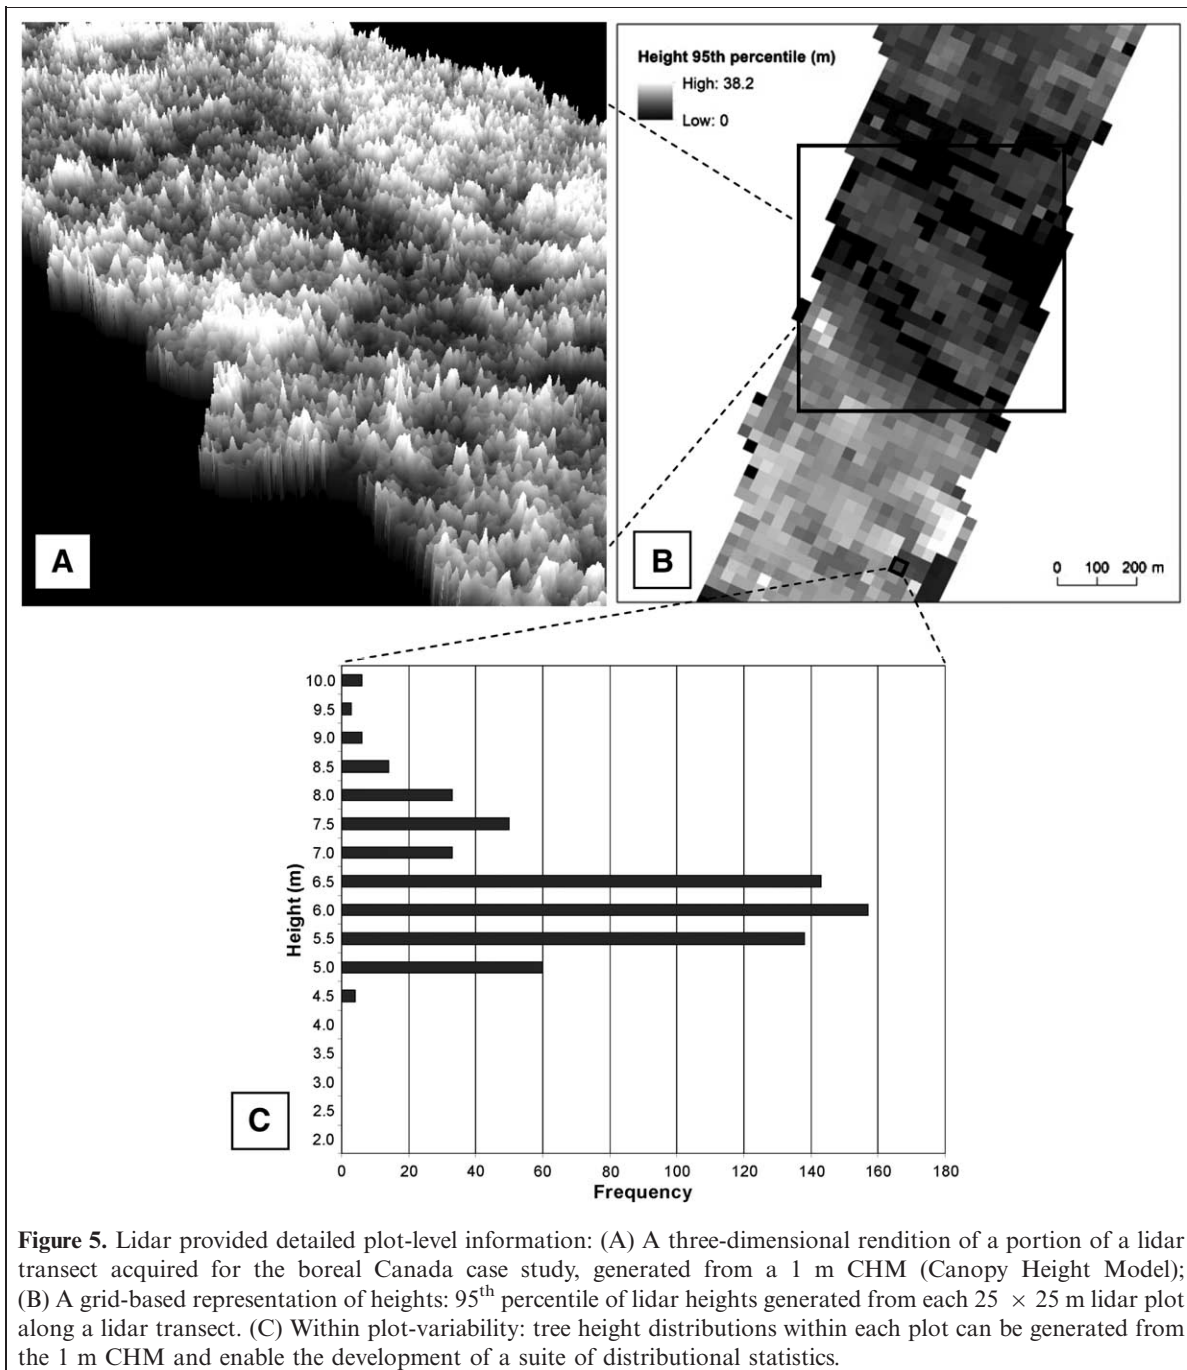 Height 95th percentile (m)
High: 38.2
Low: 0
A
B
0 100 200 m
10.0
9.5
9.0
8.5
8.0
7.5
7.0
6.5
6.0
5.5
5.0
4.5
4.0
3.5
3.0
2.5
2.0
Height (m)
C
0 20 40 60 80 100 120 140 160 180
Frequency
Figure 5. Lidar provided detailed plot-level information: (A) A three-dimensional rendition of a portion of a lidar
transect acquired for the boreal Canada case study, generated from a 1 m CHM (Canopy Height Model);
(B) A grid-based representation of heights: 95th percentile of lidar heights generated from each 25 × 25 m lidar plot
along a lidar transect. (C) Within plot-variability: tree height distributions within each plot can be generated from
the 1 m CHM and enable the development of a suite of distributional statistics.